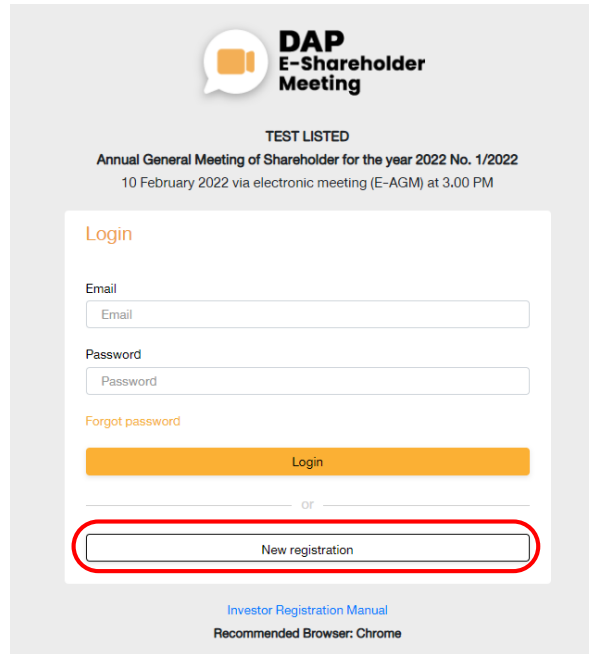 DAP
E-Shareholder
Meeting
TEST LISTED
Annual General Meeting of Shareholder for the year 2022 No. 1/2022
10 February 2022 via electronic meeting (E-AGM) at 3.00 PM
Login
Email
Email
Password
Password
Forgot password
Login
or
New registration
Investor Registration Manual
Recommended Browser: Chrome